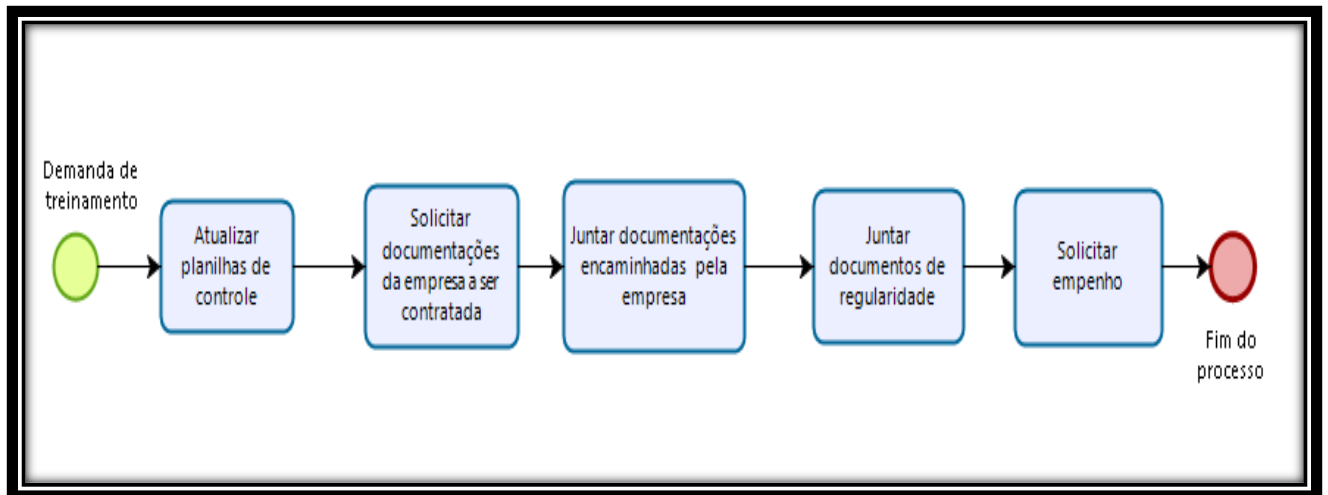 Demanda de
treinamento
Atualizar
planilhas de
controle
Solicitar
documentações
da empresa a ser
contratada
Juntar documentações
encaminhadas pela
empresa
Juntar
documentos de
regularidade
Solicitar
empenho
Fim do
processo